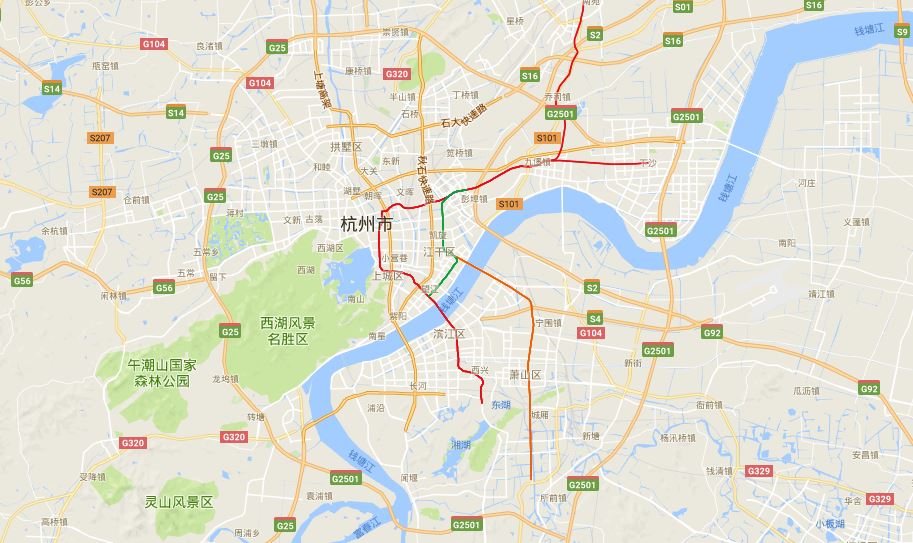 彭公乡
南苑
S01
S16
星桥
钱塘江
S9
崇贤镇
S2
G104
良渚镇
G25
S16
瓶窑镇
康桥镇
G320
S16
G104
S14
半山镇
丁桥镇
乔司镇
上塘高架
S14
石桥
石大快速路
G2501
G2501
S207
S101
三墩镇
拱墅区
笕桥镇
G25
东新
和睦
大关
秋石快速路
九堡镇
下沙
S207
湖墅
朝晖
文晖
G25
仓前镇
彭埠镇
S101
钱塘江
河庄
蒋村
文新
古荡
杭州市
义蓬镇
余杭镇
凯旋
G2501
西湖区
江干区
南阳
五常乡
小营巷
五常
西湖
上城区
G56
留下
G56
望江
S2
闲林镇
南山
钱塘江
靖江镇
紫阳
S4
西湖风景
名胜区
宁围镇
G25
南星
滨江区
G104
G92
G2501
午潮山国家
森林公园
新街
西兴
萧山区
龙坞镇
长河
G92
瓜沥镇
东湖
浦沿
衙前镇
转塘
城厢
G320
G320
湘湖
新塘
杨汛桥镇
安昌镇
钱塘江
受降镇
闻堰
钱清镇
G329
G2501
G2501
灵山风景区
袁浦镇
所前镇
华舍
G329
高桥镇
G25
周浦乡
富春江
G2501
小板湖